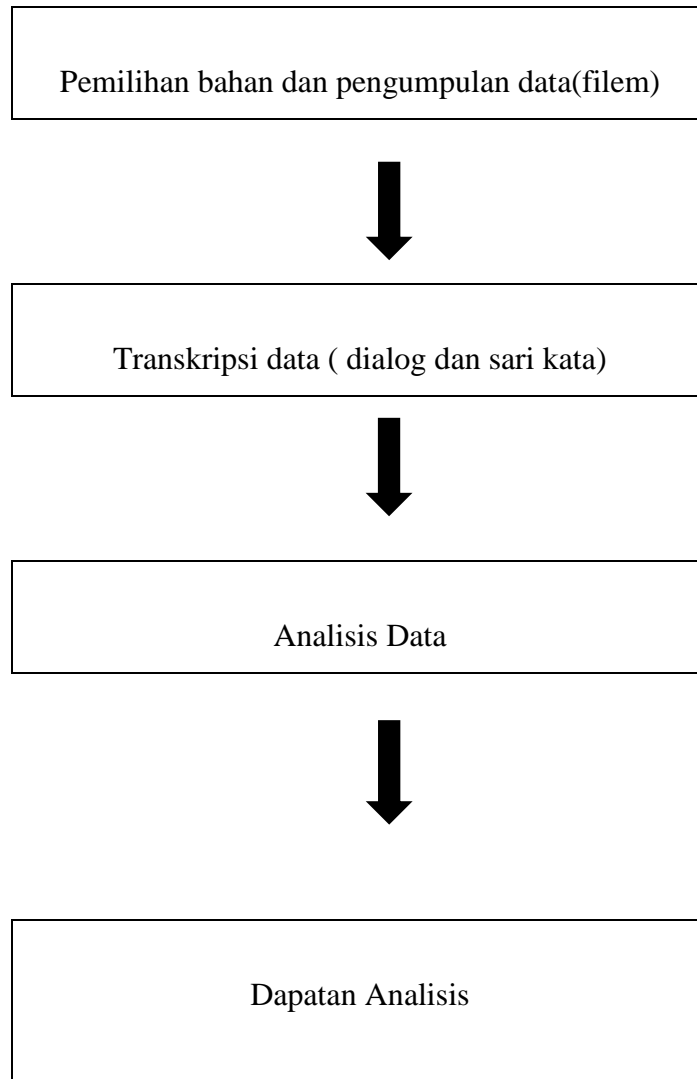 Pemilihan bahan dan pengumpulan data(filem)
Transkripsi data ( dialog dan sari kata)
Analisis Data
Dapatan Analisis